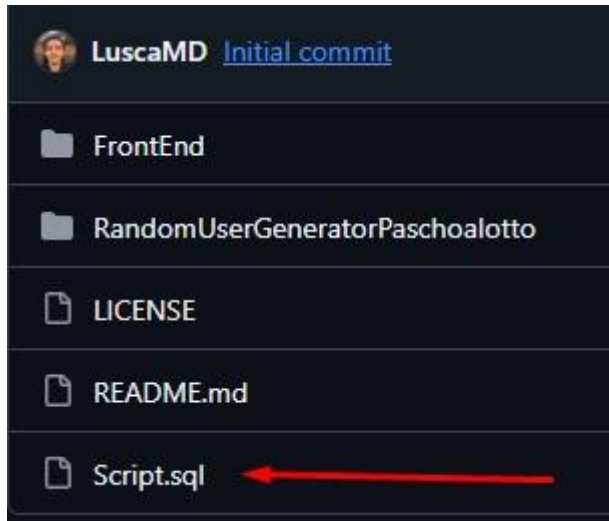 LuscaMD Initial commit
FrontEnd
RandomUserGeneratorPaschoalotto
LICENSE
README.md
Script.sql